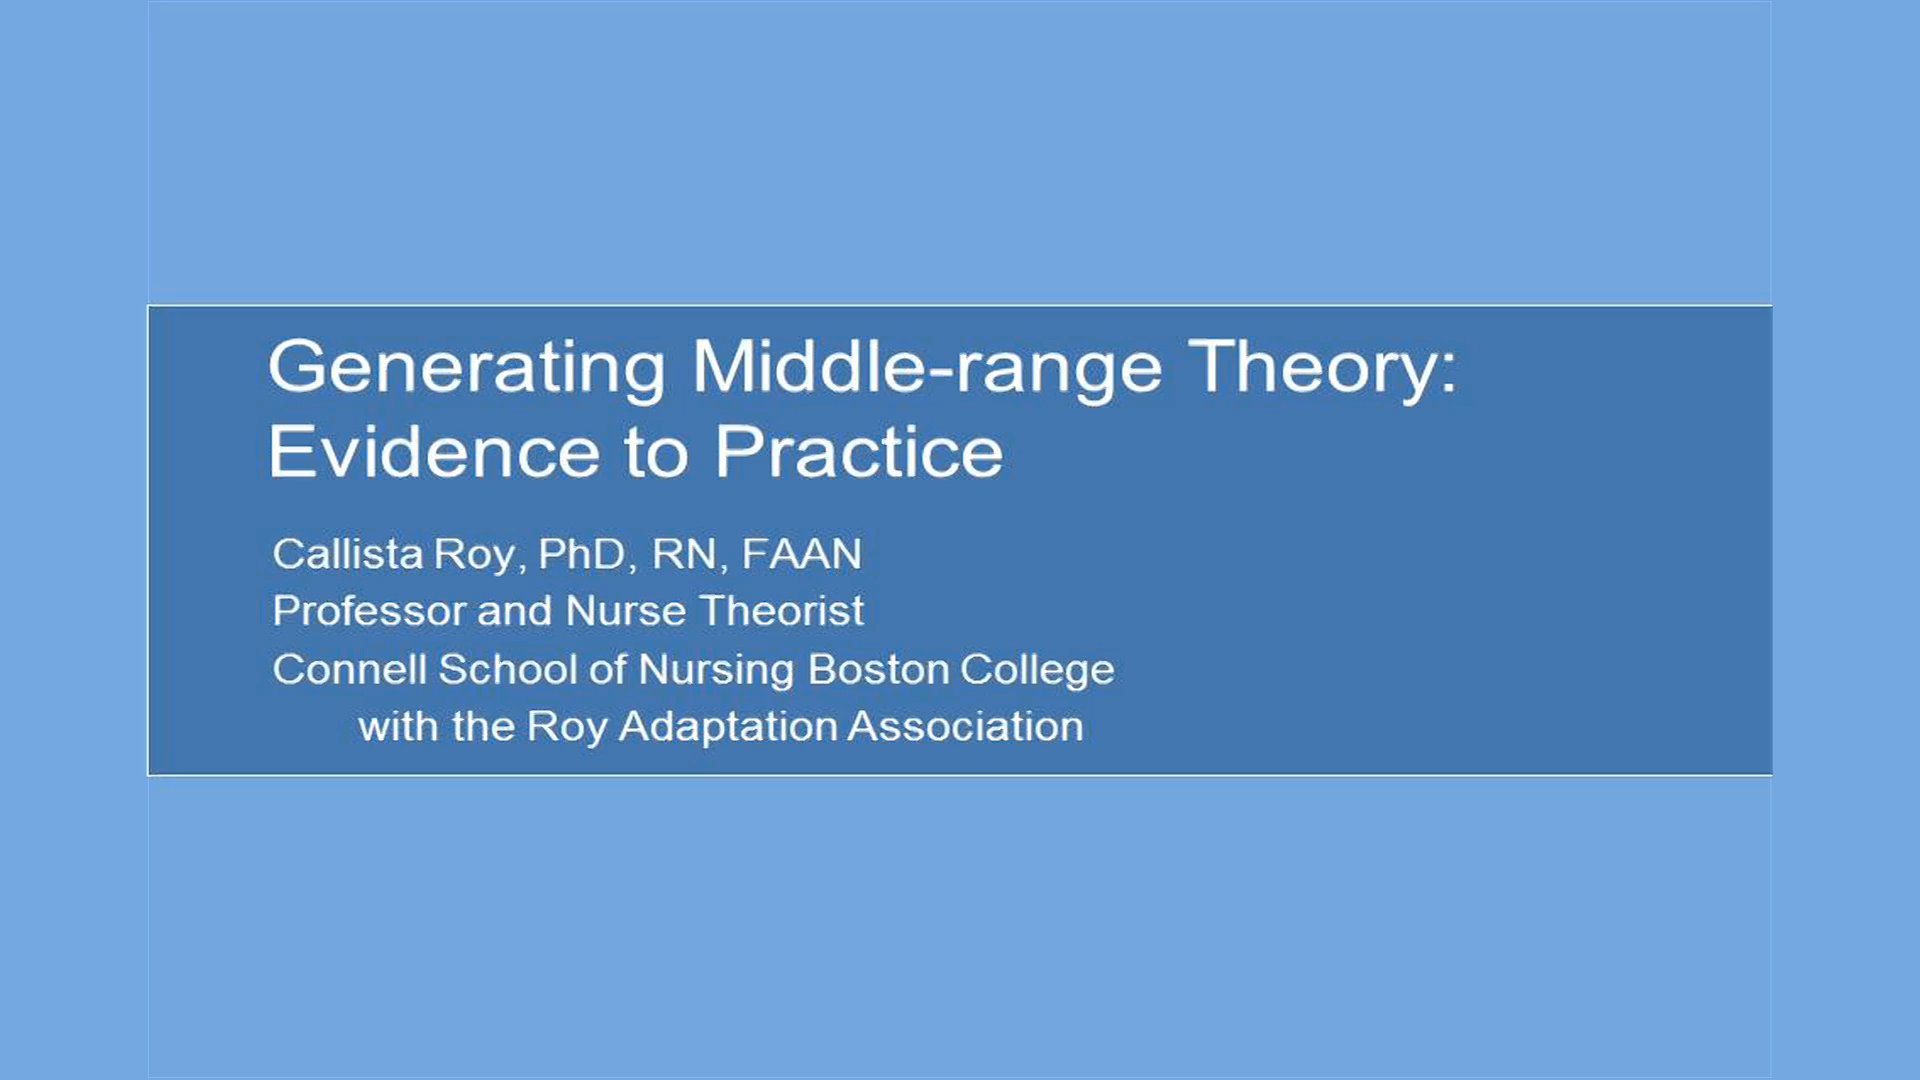 Generating Middle-range Theory:
Evidence to Practice
Callista Roy, PhD, RN, FAAN
Professor and Nurse Theorist
Connell School of Nursing Boston College
with the Roy Adaptation Association